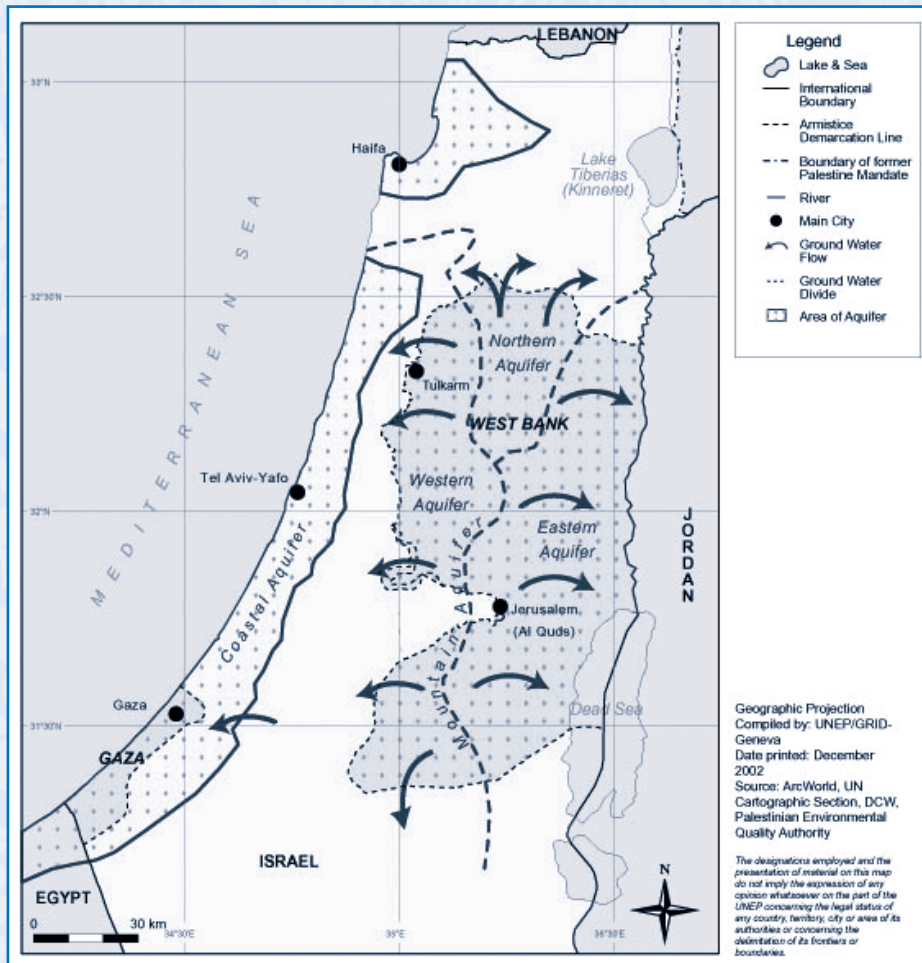 LEBANON
33°N
Haifa
Lake
Tiberias
(Kinneret)
MEDITERRANEAN SEA
32°30'N
Northern
Aquifer
Tulkarm
WEST BANK
Tel Aviv-Yafo
Western
Aquifer
32°N
Eastern
Aquifer
JORDAN
Coastal Aquifer
Mountain Aquifer
Jerusalem
(Al Quds)
Gaza
Dead Sea
31°30'N
GAZA
ISRAEL
EGYPT
N
0 30 km
34°30'E
35°E
Legend
Lake & Sea
International
Boundary
Armistice
Demarcation Line
Boundary of former
Palestine Mandate
River
Main City
Ground Water
Flow
Ground Water
Divide
Area of Aquifer
Geographic Projection
Compiled by: UNEP/GRID-
Geneva
Date printed: December
2002
Source: ArcWorld, UN
Cartographic Section, DCW,
Palestinian Environmental
Quality Authority
The designations employed and the
presentation of material on this map
do not imply the expression of any
opinion whatsoever on the part of the
UNEP concerning the legal status of
any country, territory, city or area of its
authorities or concerning the
delimitation of its frontiers or
boundaries.